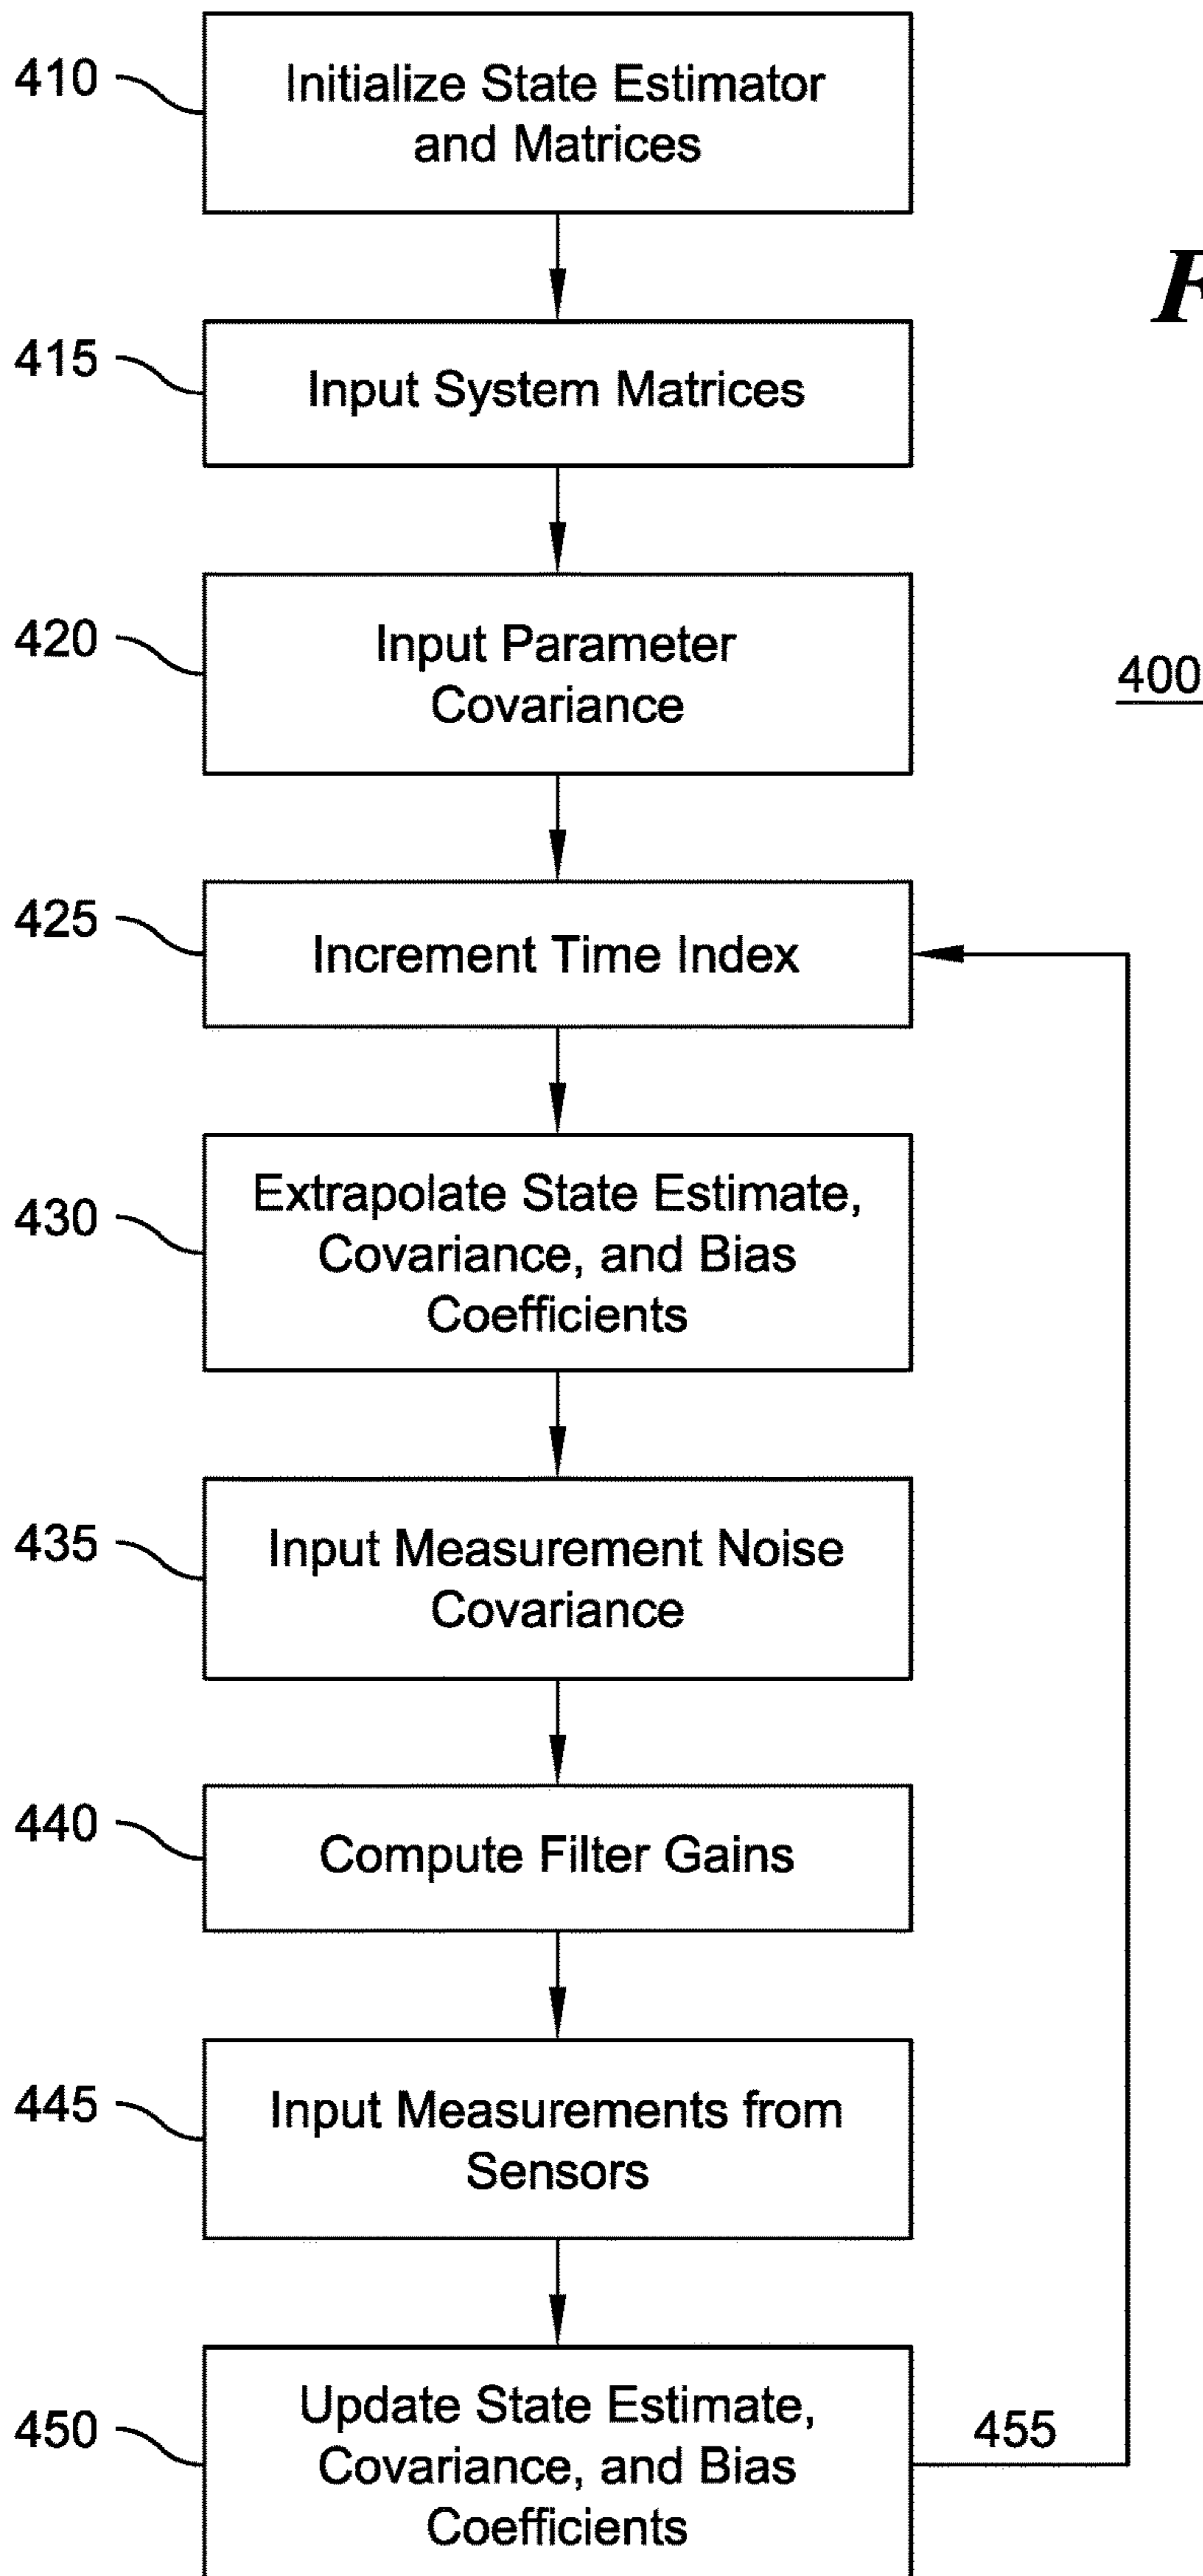 410
Initialize State Estimator
and Matrices
F
415
Input System Matrices
420
Input Parameter
Covariance
400
425
Increment Time Index
430
Extrapolate State Estimate,
Covariance, and Bias
Coefficients
435
Input Measurement Noise
Covariance
440
Compute Filter Gains
445
Input Measurements from
Sensors
450
Update State Estimate,
Covariance, and Bias
Coefficients
455